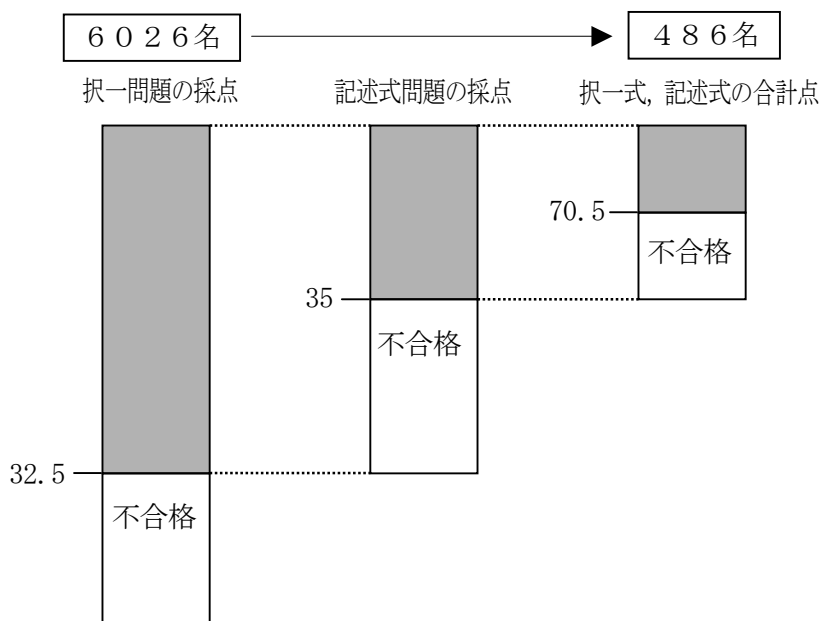 6026名
486名
択一問題の採点
記述式問題の採点
択一式, 記述式の合計点
70.5
不合格
35
不合格
32.5
不合格